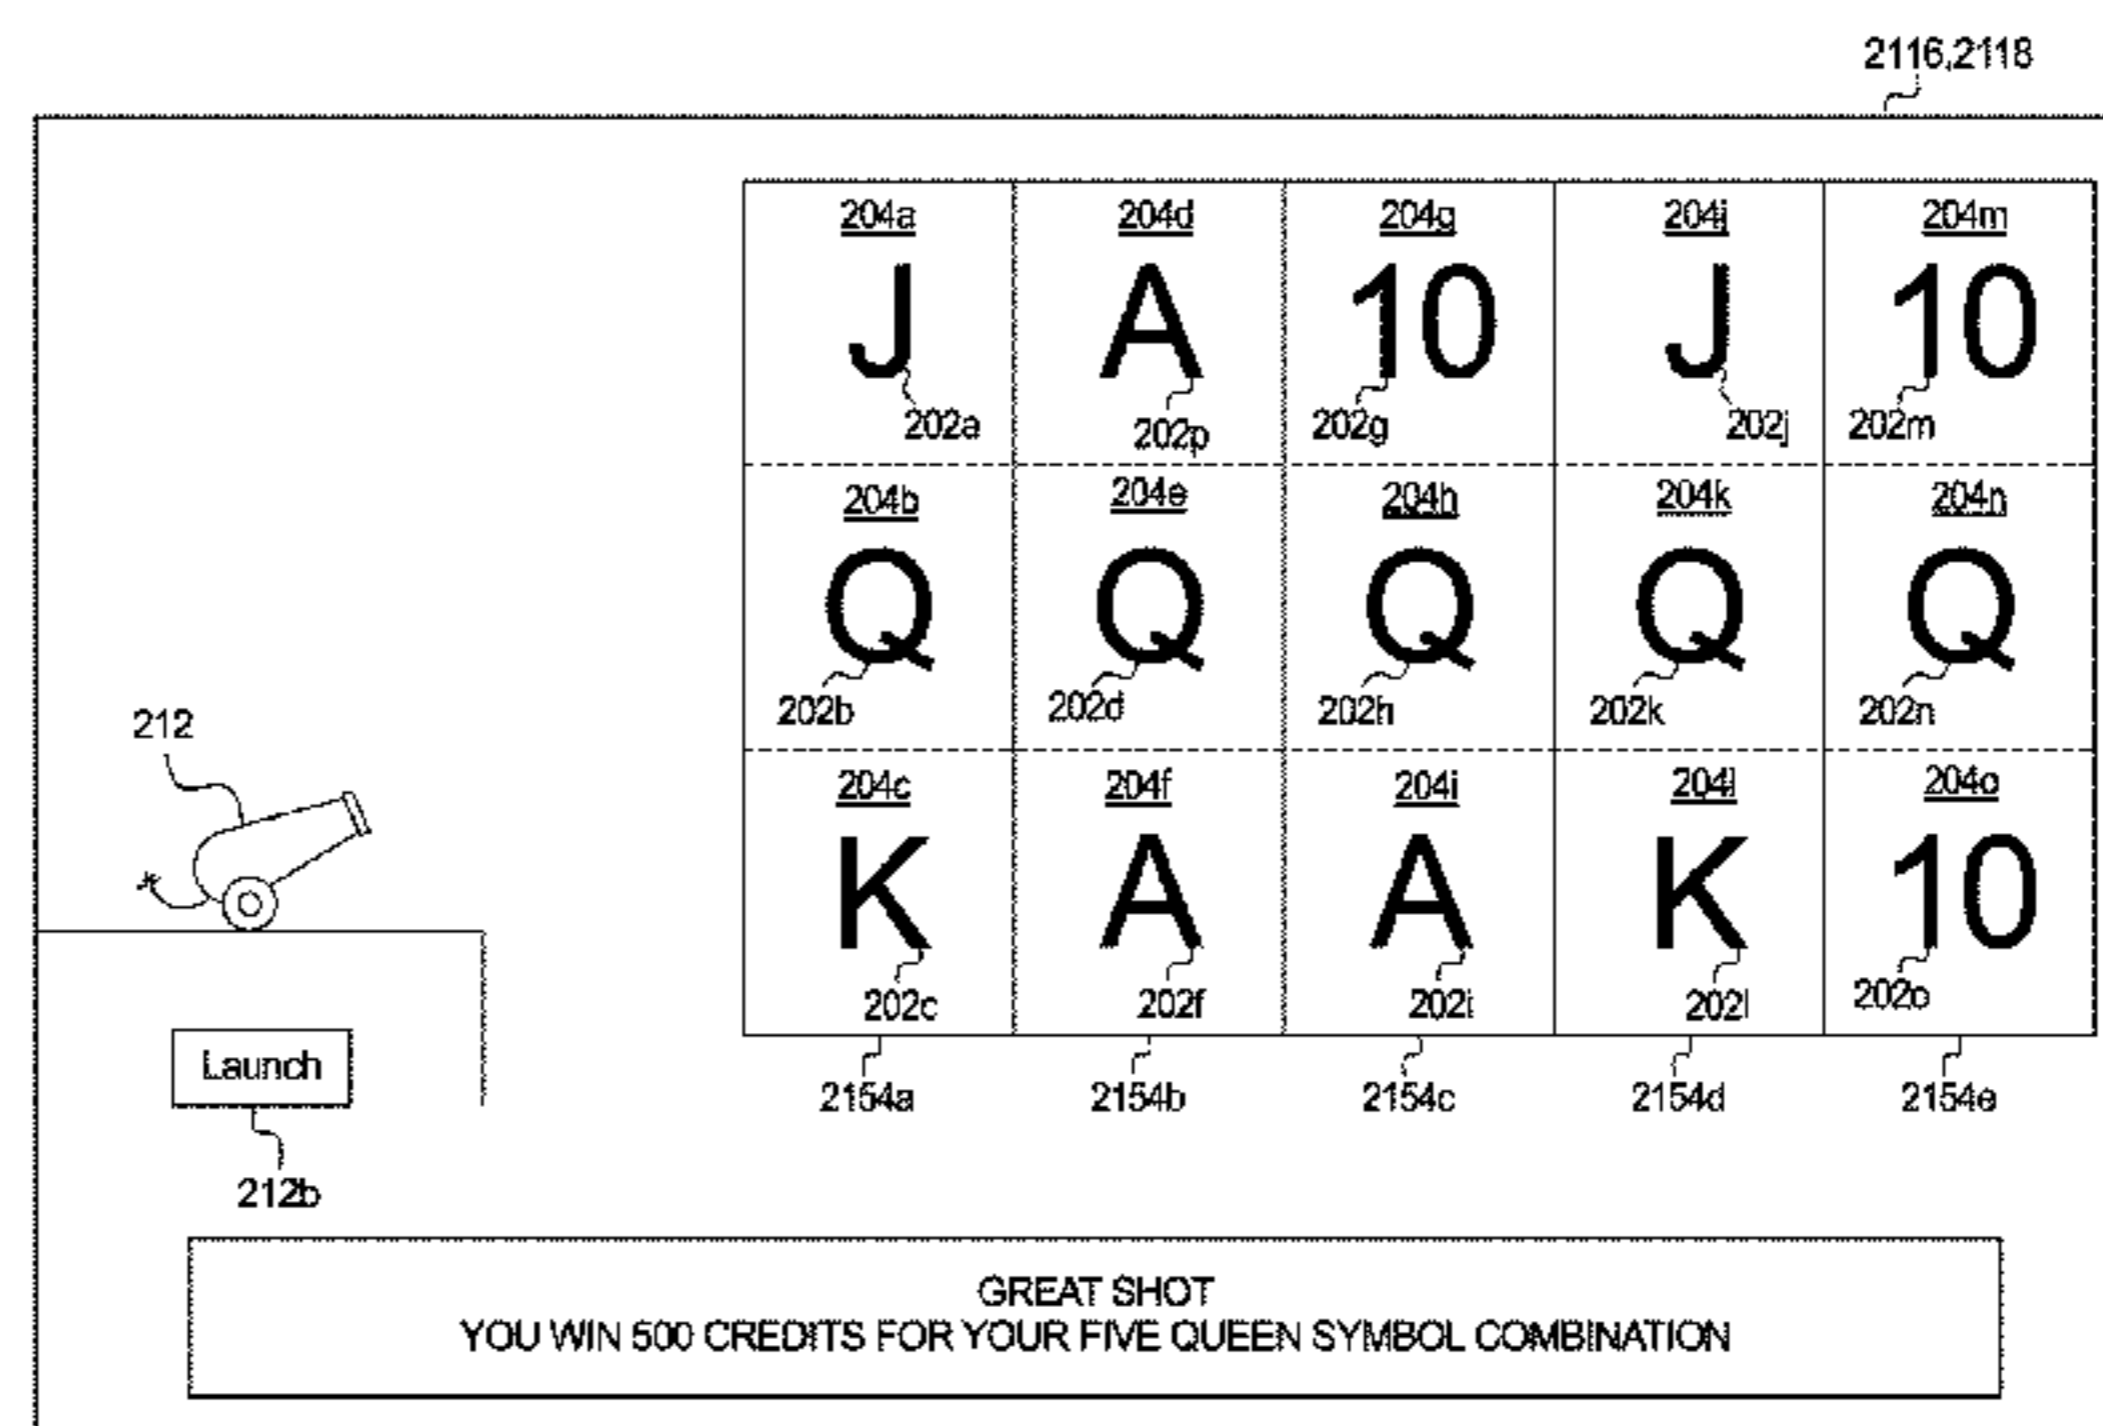 2116,2118
204a 204d 204g 204j 204m
J A 10 J 10
202a 202p 202g 202j 202m
204b 204e 204h 204k 204n
Q Q Q Q Q
202b 202d 202h 202k 202n
212
204c 204f 204i 204l 204o
K A A K 10
202c 202f 202i 202l 202o
Launch
2154a 2154b 2154c 2154d 2154e
212b
GREAT SHOT
YOU WIN 500 CREDITS FOR YOUR FIVE QUEEN SYMBOL COMBINATION